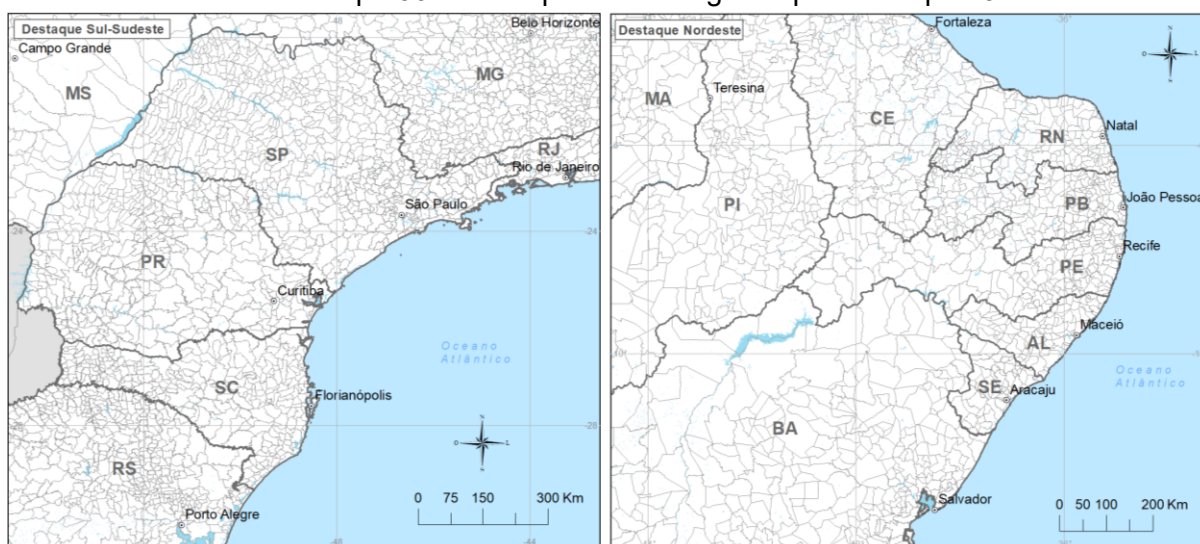 Destaque Sul-Sudeste
Campo Grande
Belo Horizonte
MS
MG
SP
RJ
Rio de Janeiro
São Paulo
24
PR
Curitiba
Oceano
Atlântico
SC
Florianópolis
28
RS
Porto Alegre
0 75 150 300 Km
48
Destaque Nordeste
Fortaleza
MA
Teresina
CE
RN
Natal
PI
PB
João Pessoa
Recife
PE
Maceió
AL
Oceano
Atlântico
SE
Aracaju
BA
Salvador
0 50 100 200 Km